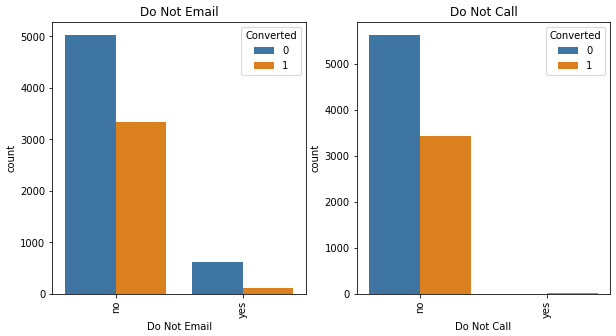 Do Not Email
Converted
0
1
5000
4000
3000
2000
1000
0
count
no
yes
Do Not Email
Do Not Call
Converted
0
1
5000
4000
3000
2000
1000
0
count
no
yes
Do Not Call